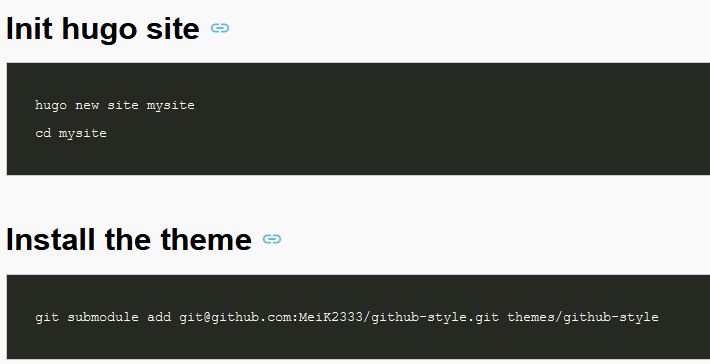 Init hugo site
hugo new site mysite
cd mysite
Install the theme
git submodule add git@github.com:MeiK2333/github-style.git themes/github-style